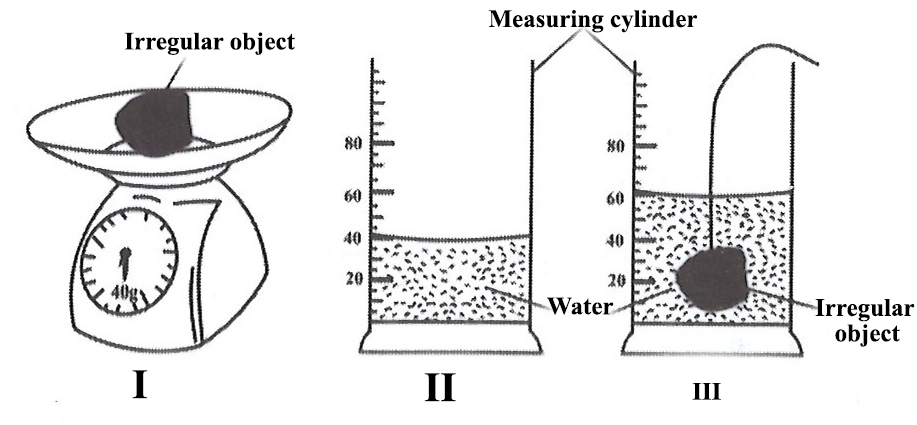 Measuring cylinder
Irregular object
40g
80
60
40
20
80
60
40
20
Water
Irregular
object
I
II
III